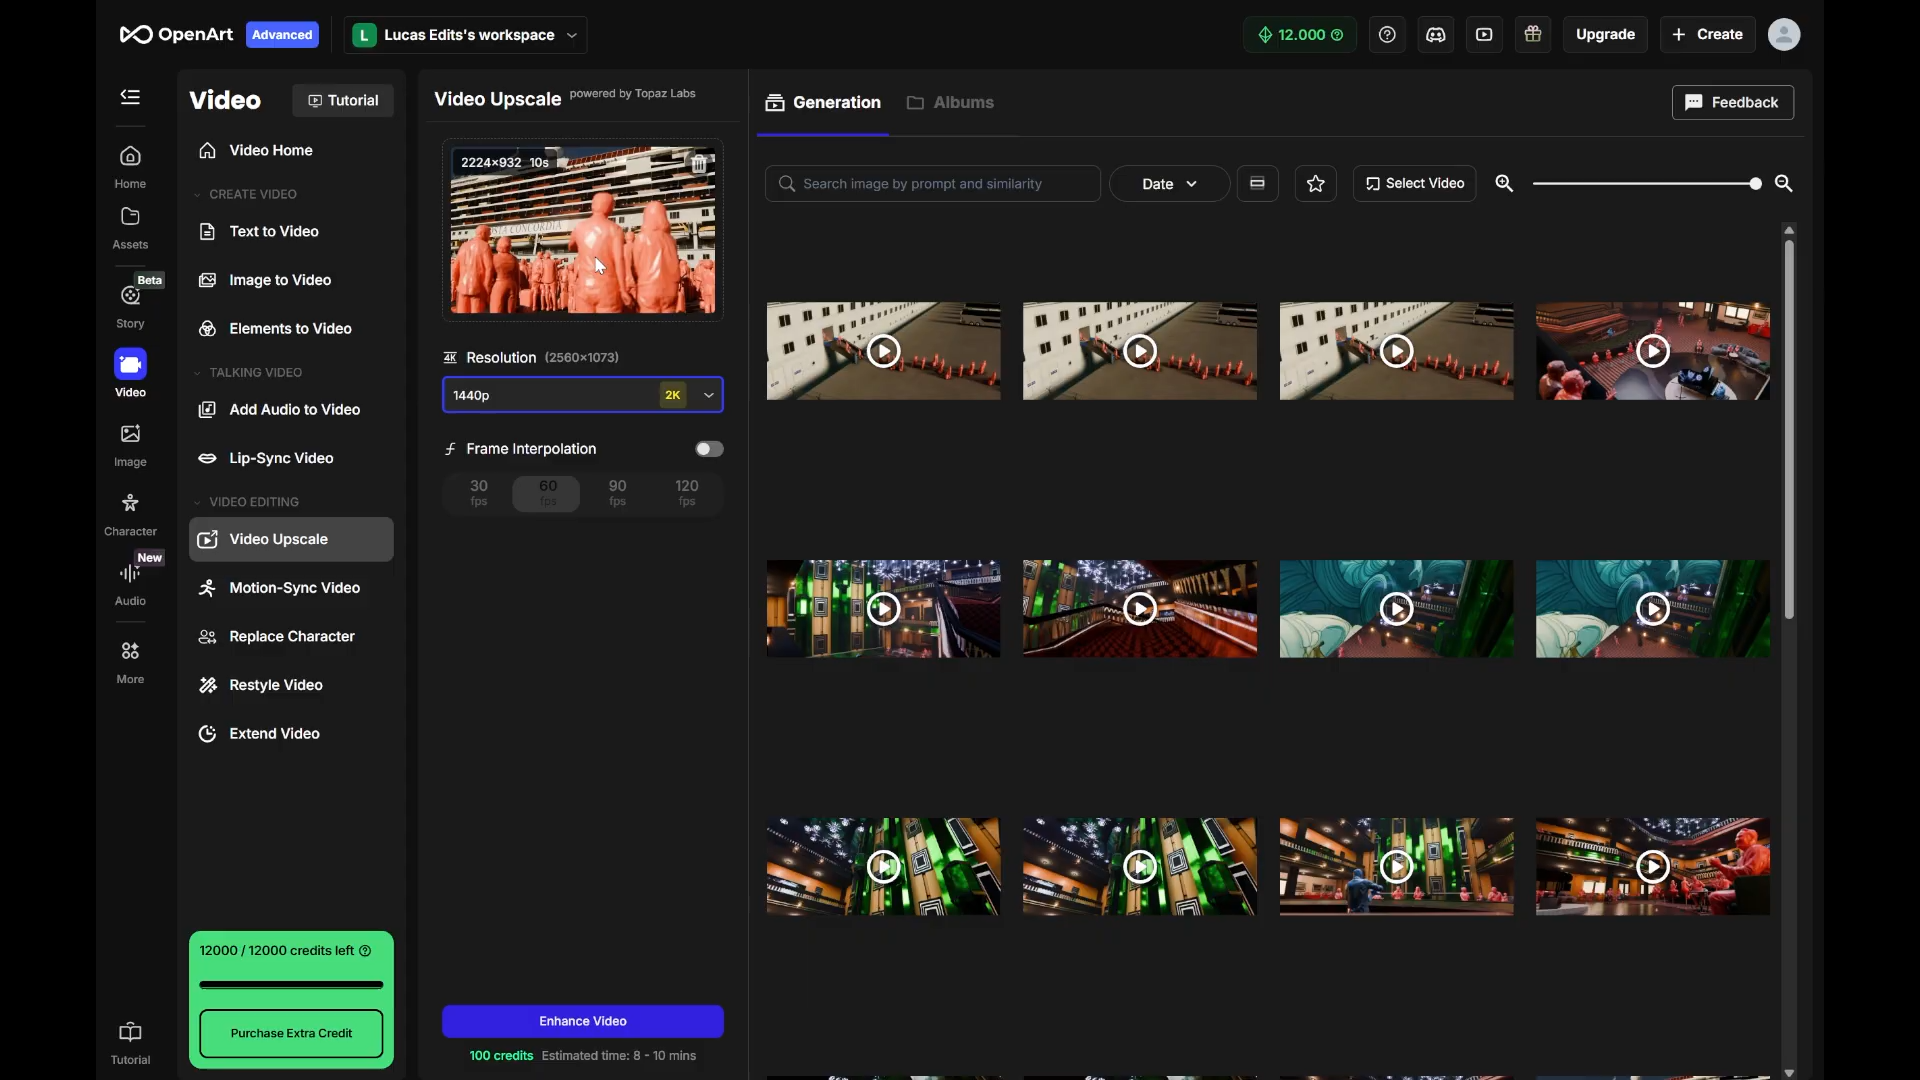 OpenArt Advanced
L Lucas Edits's workspace
12.000
Upgrade
+ Create
Home
Assets
Beta
Story
Video
Image
Character
New
Audio
More
Tutorial
Video
Tutorial
Video Home
CREATE VIDEO
Text to Video
Image to Video
Elements to Video
TALKING VIDEO
Add Audio to Video
Lip-Sync Video
VIDEO EDITING
Video Upscale
Motion-Sync Video
Replace Character
Restyle Video
Extend Video
12000 / 12000 credits left
Purchase Extra Credit
Video Upscale powered by Topaz Labs
2224×932 10s
CONCORDIA
4K Resolution (2560×1073)
1440p 2K
Frame Interpolation
30 60 90 120
fps fps fps fps
Enhance Video
100 credits Estimated time: 8 - 10 mins
Generation
Albums
Feedback
Search image by prompt and similarity
Date
Select Video